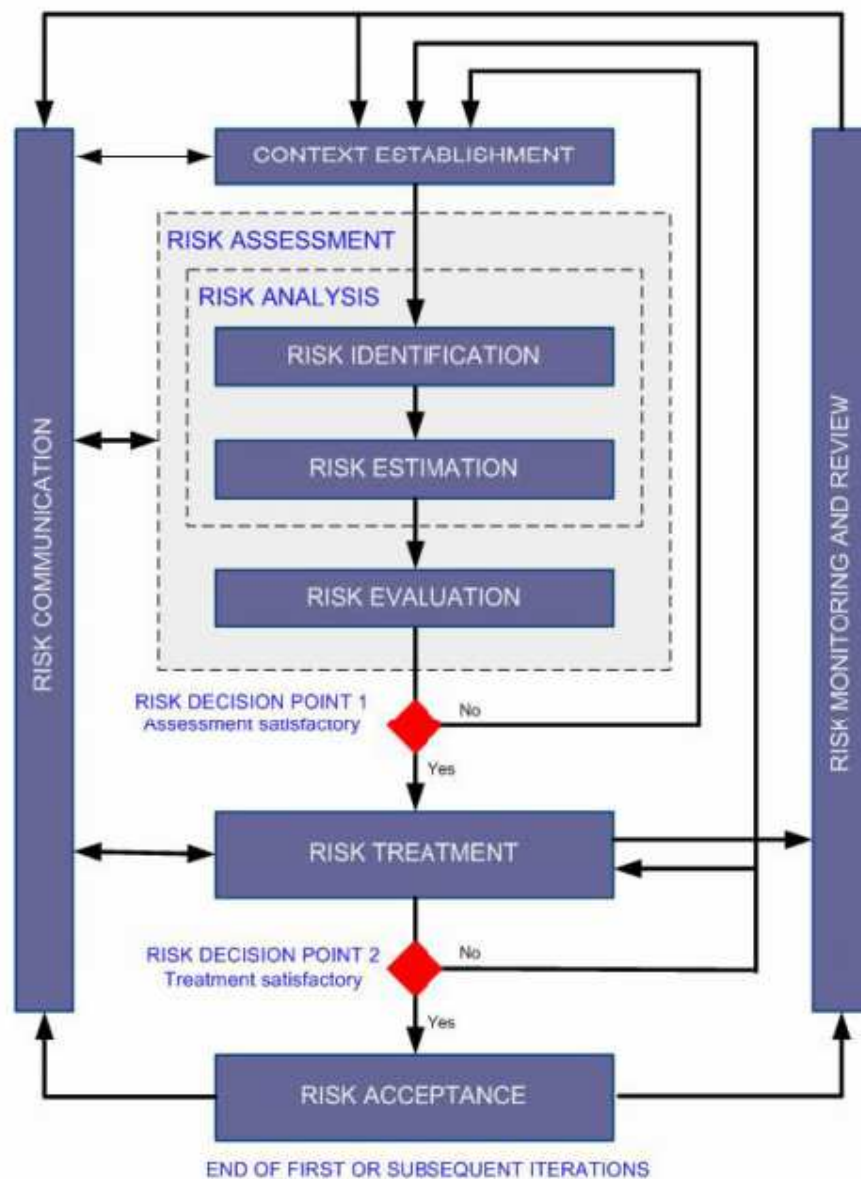 CONTEXT ESTABLISHMENT
RISK ASSESSMENT
RISK ANALYSIS
RISK IDENTIFICATION
RISK ESTIMATION
RISK EVALUATION
RISK COMMUNICATION
RISK MONITORING AND REVIEW
RISK DECISION POINT 1
Assessment satisfactory
No
Yes
RISK TREATMENT
RISK DECISION POINT 2
Treatment satisfactory
No
Yes
RISK ACCEPTANCE
END OF FIRST OR SUBSEQUENT ITERATIONS